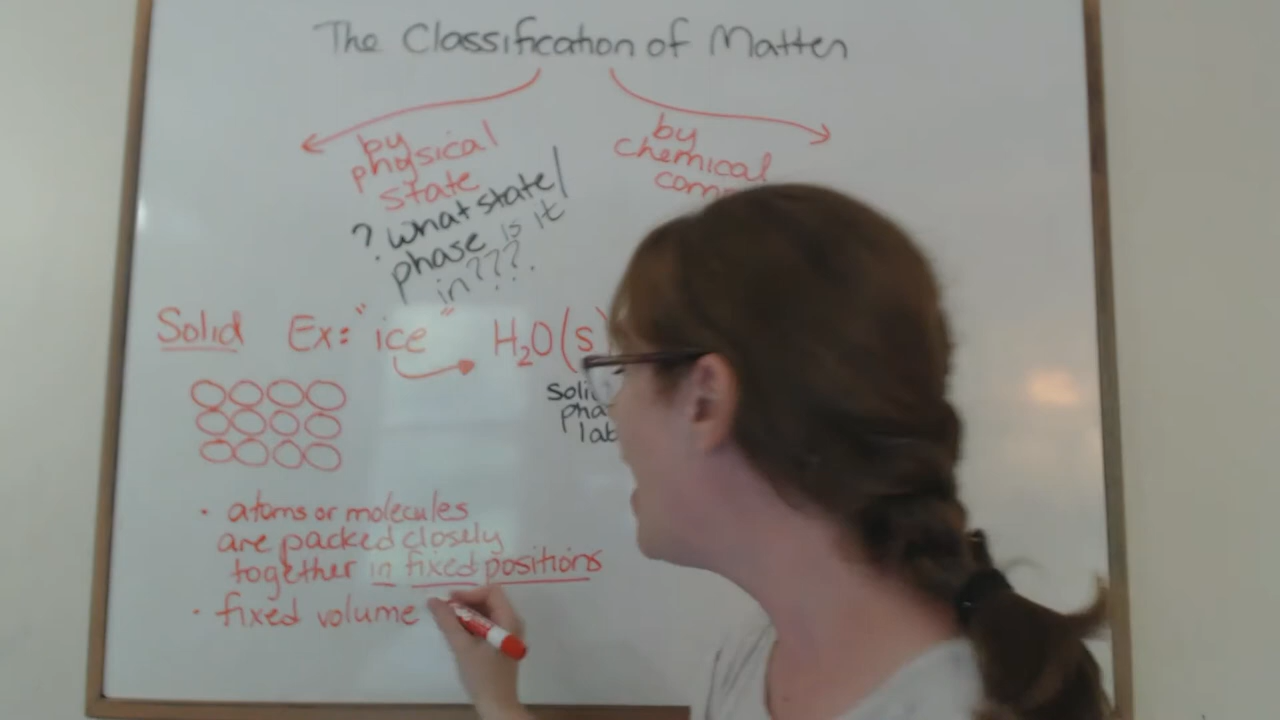 The Classification of Matter
by
physical
state
by
chemical
? what state/
phase is it
in???.
Solid Ex: "ice" H₂O(s)
atoms or molecules
are packed closely
together in fixed positions
• fixed volume